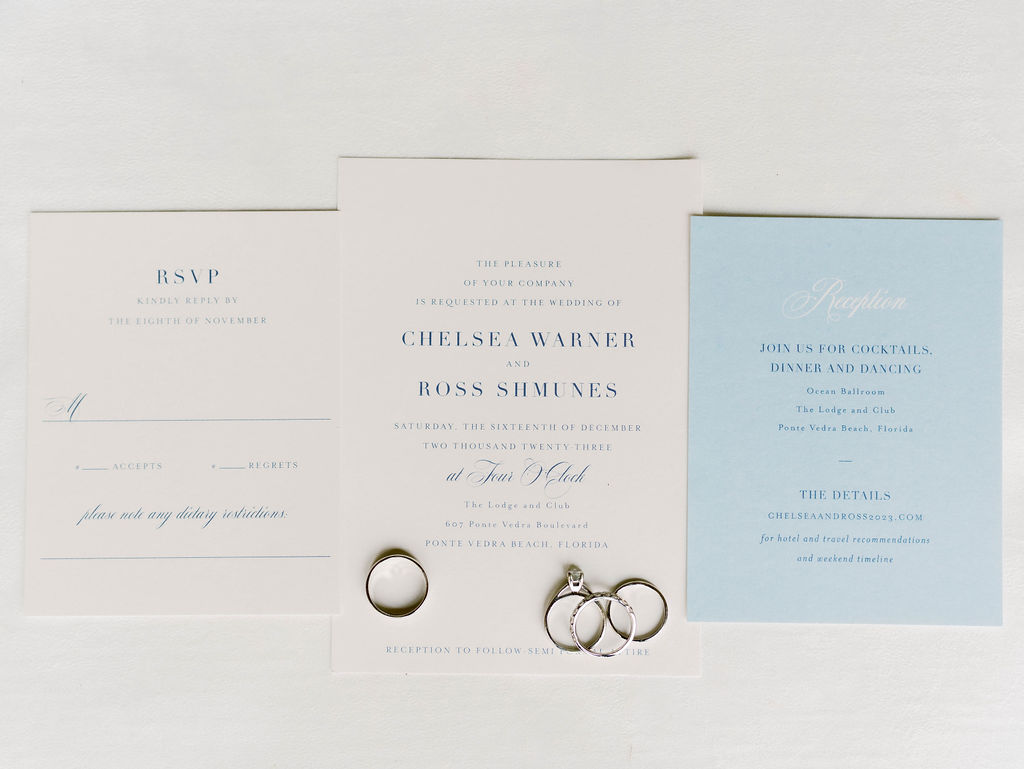 RSVP
KINDLY REPLY BY
THE EIGHTH OF NOVEMBER
M
# ACCEPTS # REGRETS
please note any dietary restrictions:
THE PLEASURE
OF YOUR COMPANY
IS REQUESTED AT THE WEDDING OF
CHELSEA WARNER
AND
ROSS SHMUNES
SATURDAY, THE SIXTEENTH OF DECEMBER
TWO THOUSAND TWENTY-THREE
at Four O'Clock
The Lodge and Club
607 Ponte Vedra Boulevard
PONTE VEDRA BEACH, FLORIDA
RECEPTION TO FOLLOW-SEMI
Reception
JOIN US FOR COCKTAILS,
DINNER AND DANCING
Ocean Ballroom
The Lodge and Club
Ponte Vedra Beach, Florida
THE DETAILS
CHELSEAANDROSS2023.COM
for hotel and travel recommendations
and weekend timeline